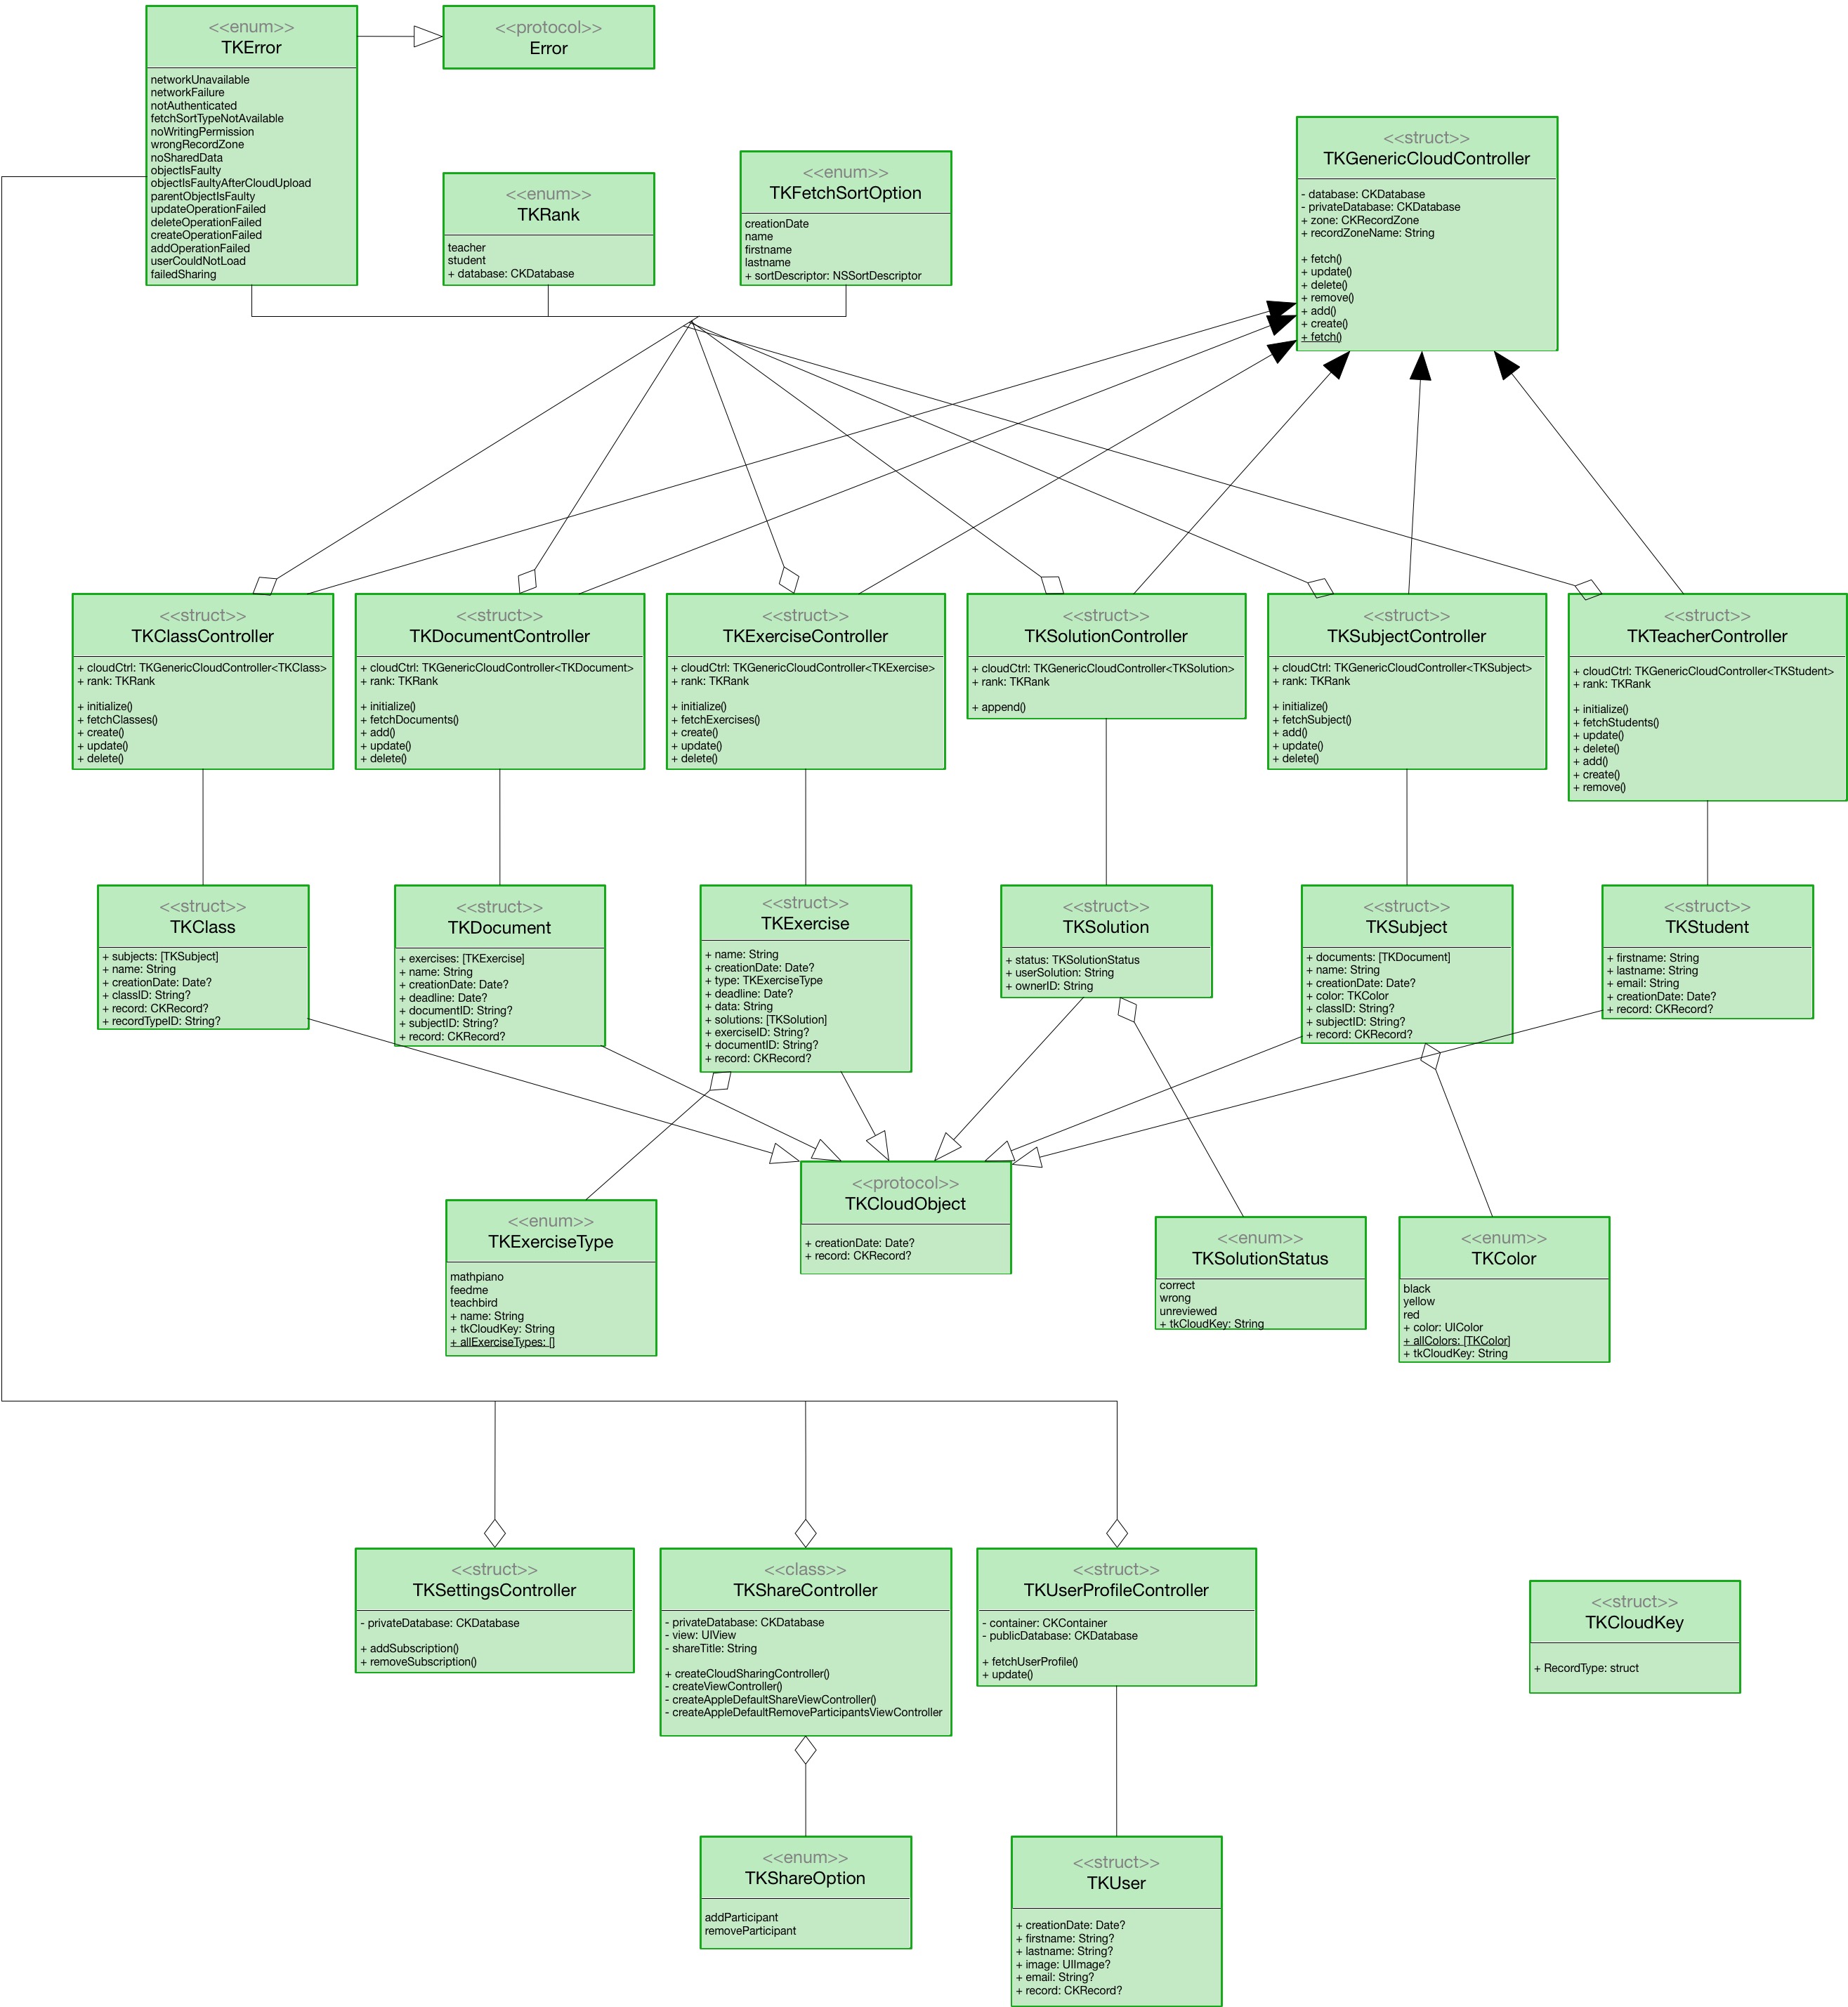 <<enum>>
TKError
networkUnavailable
networkFailure
notAuthenticated
fetchSortTypeNotAvailable
noWritingPermission
wrongRecordZone
noSharedData
objectIsFaulty
objectIsFaultyAfterCloudUpload
parentObjectIsFaulty
updateOperationFailed
deleteOperationFailed
createOperationFailed
addOperationFailed
userCouldNotLoad
failedSharing
<<protocol>>
Error
<<enum>>
TKRank
teacher
student
+ database: CKDatabase
<<enum>>
TKFetchSortOption
creationDate
name
firstname
lastname
+ sortDescriptor: NSSortDescriptor
<<struct>>
TKGenericCloudController
- database: CKDatabase
- privateDatabase: CKDatabase
+ zone: CKRecordZone
+ recordZoneName: String
+ fetch()
+ update()
+ delete()
+ remove()
+ add()
+ create()
+ fetch()
<<struct>>
TKClassController
+ cloudCtrl: TKGenericCloudController<TKClass>
+ rank: TKRank
+ initialize()
+ fetchClasses()
+ create()
+ update()
+ delete()
<<struct>>
TKDocumentController
+ cloudCtrl: TKGenericCloudController<TKDocument>
+ rank: TKRank
+ initialize()
+ fetchDocuments()
+ add()
+ update()
+ delete()
<<struct>>
TKExerciseController
+ cloudCtrl: TKGenericCloudController<TKExercise>
+ rank: TKRank
+ initialize()
+ fetchExercises()
+ create()
+ update()
+ delete()
<<struct>>
TKSolutionController
+ cloudCtrl: TKGenericCloudController<TKSolution>
+ rank: TKRank
+ append()
<<struct>>
TKSubjectController
+ cloudCtrl: TKGenericCloudController<TKSubject>
+ rank: TKRank
+ initialize()
+ fetchSubject()
+ add()
+ update()
+ delete()
<<struct>>
TKTeacherController
+ cloudCtrl: TKGenericCloudController<TKStudent>
+ rank: TKRank
+ initialize()
+ fetchStudents()
+ update()
+ delete()
+ add()
+ create()
+ remove()
<<struct>>
TKClass
+ subjects: [TKSubject]
+ name: String
+ creationDate: Date?
+ classID: String?
+ record: CKRecord?
+ recordTypeID: String?
<<struct>>
TKDocument
+ exercises: [TKExercise]
+ name: String
+ creationDate: Date?
+ deadline: Date?
+ documentID: String?
+ subjectID: String?
+ record: CKRecord?
<<struct>>
TKExercise
+ name: String
+ creationDate: Date?
+ type: TKExerciseType
+ deadline: Date?
+ data: String
+ solutions: [TKSolution]
+ exerciseID: String?
+ documentID: String?
+ record: CKRecord?
<<struct>>
TKSolution
+ status: TKSolutionStatus
+ userSolution: String
+ ownerID: String
<<struct>>
TKSubject
+ documents: [TKDocument]
+ name: String
+ creationDate: Date?
+ color: TKColor
+ classID: String?
+ subjectID: String?
+ record: CKRecord?
<<struct>>
TKStudent
+ firstname: String
+ lastname: String
+ email: String
+ creationDate: Date?
+ record: CKRecord?
<<enum>>
TKExerciseType
mathpiano
feedme
teachbird
+ name: String
+ tkCloudKey: String
+ allExerciseTypes: []
<<protocol>>
TKCloudObject
+ creationDate: Date?
+ record: CKRecord?
<<enum>>
TKSolutionStatus
correct
wrong
unreviewed
+ tkCloudKey: String
<<enum>>
TKColor
black
yellow
red
+ color: UIColor
+ allColors: [TKColor]
+ tkCloudKey: String
<<struct>>
TKSettingsController
- privateDatabase: CKDatabase
+ addSubscription()
+ removeSubscription()
<<class>>
TKShareController
- privateDatabase: CKDatabase
- view: UIView
- shareTitle: String
+ createCloudSharingController()
- createViewController()
- createAppleDefaultShareViewController()
- createAppleDefaultRemoveParticipantsViewController
<<struct>>
TKUserProfileController
- container: CKContainer
- publicDatabase: CKDatabase
+ fetchUserProfile()
+ update()
<<struct>>
TKCloudKey
+ RecordType: struct
<<enum>>
TKShareOption
addParticipant
removeParticipant
<<struct>>
TKUser
+ creationDate: Date?
+ firstname: String?
+ lastname: String?
+ image: UIImage?
+ email: String?
+ record: CKRecord?